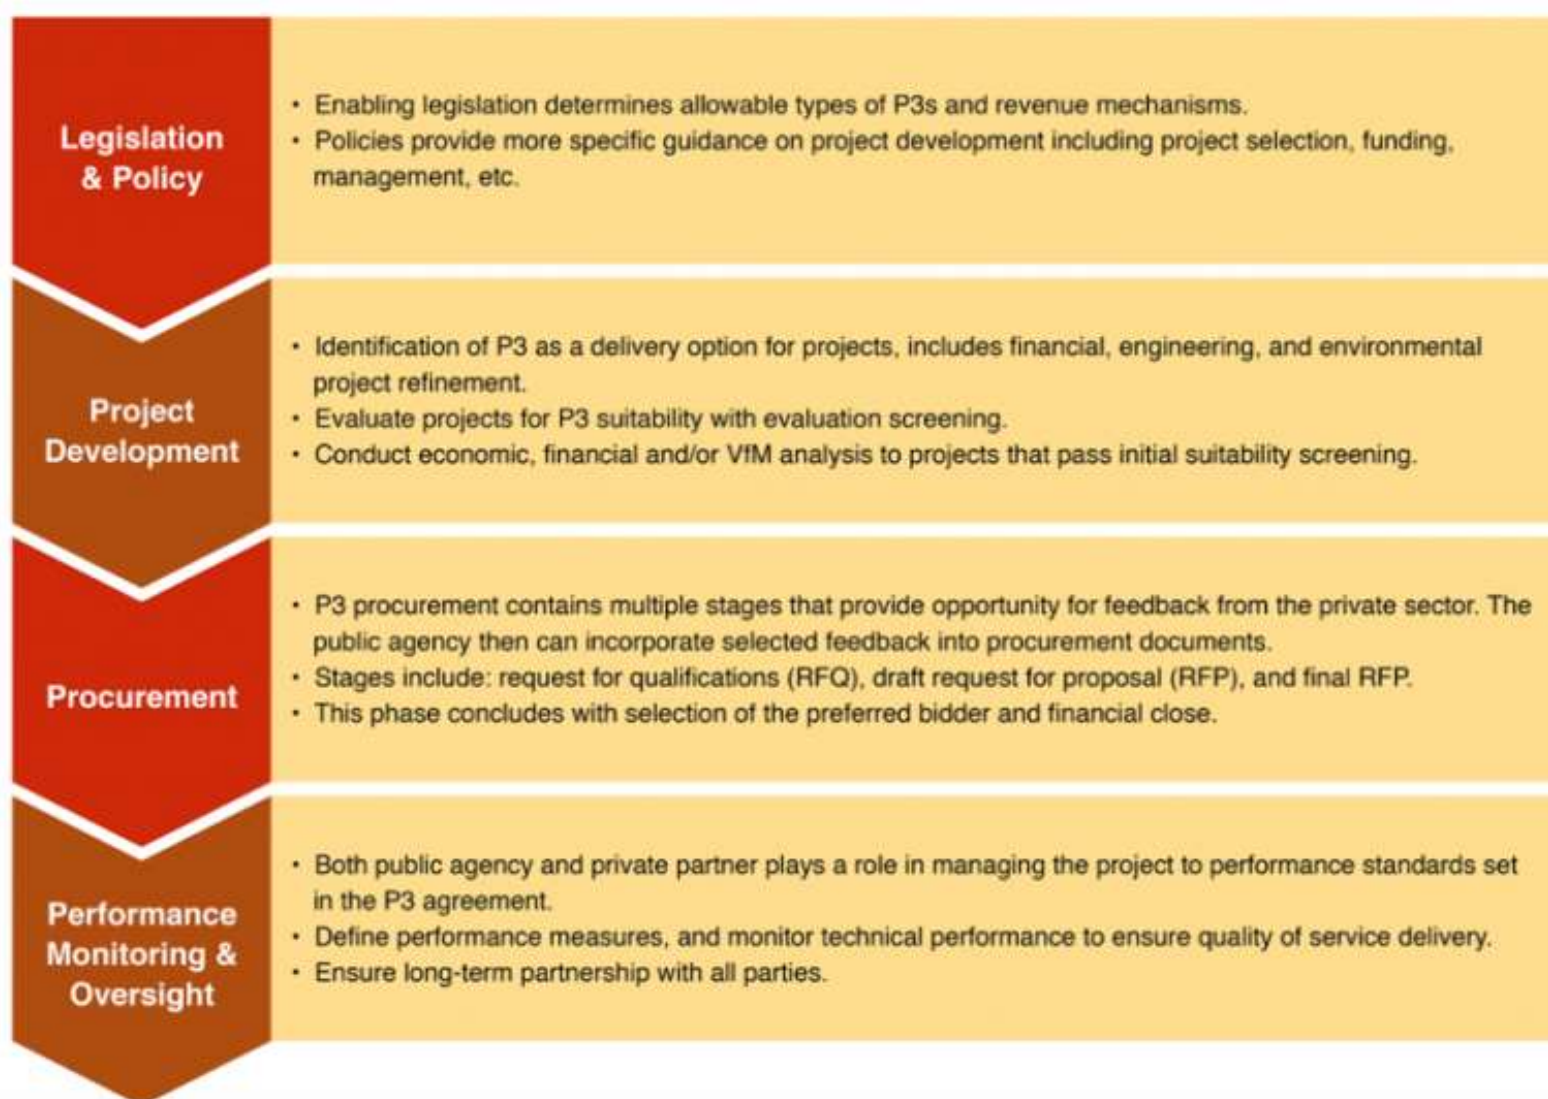 Legislation
& Policy
• Enabling legislation determines allowable types of P3s and revenue mechanisms.
• Policies provide more specific guidance on project development including project selection, funding,
management, etc.
Project
Development
• Identification of P3 as a delivery option for projects, includes financial, engineering, and environmental
project refinement.
• Evaluate projects for P3 suitability with evaluation screening.
• Conduct economic, financial and/or VfM analysis to projects that pass initial suitability screening.
Procurement
• P3 procurement contains multiple stages that provide opportunity for feedback from the private sector. The
public agency then can incorporate selected feedback into procurement documents.
• Stages include: request for qualifications (RFQ), draft request for proposal (RFP), and final RFP.
• This phase concludes with selection of the preferred bidder and financial close.
Performance
Monitoring &
Oversight
• Both public agency and private partner plays a role in managing the project to performance standards set
in the P3 agreement.
• Define performance measures, and monitor technical performance to ensure quality of service delivery.
• Ensure long-term partnership with all parties.